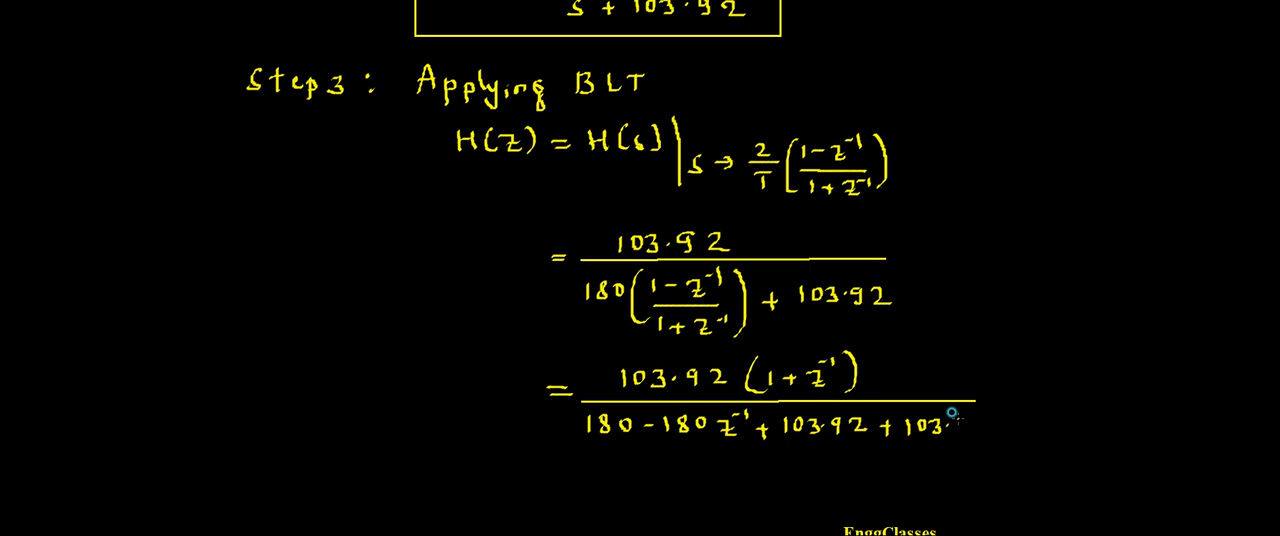 S + 103.92
Step 3: Applying BLT
H(z) = H(s)| s → 2/T (1 - z⁻¹ / 1 + z⁻¹)
= 103.92 / 180 (1 - z⁻¹ / 1 + z⁻¹) + 103.92
= 103.92 (1 + z⁻¹) / 180 - 180 z⁻¹ + 103.92 + 103.
EnggClasses